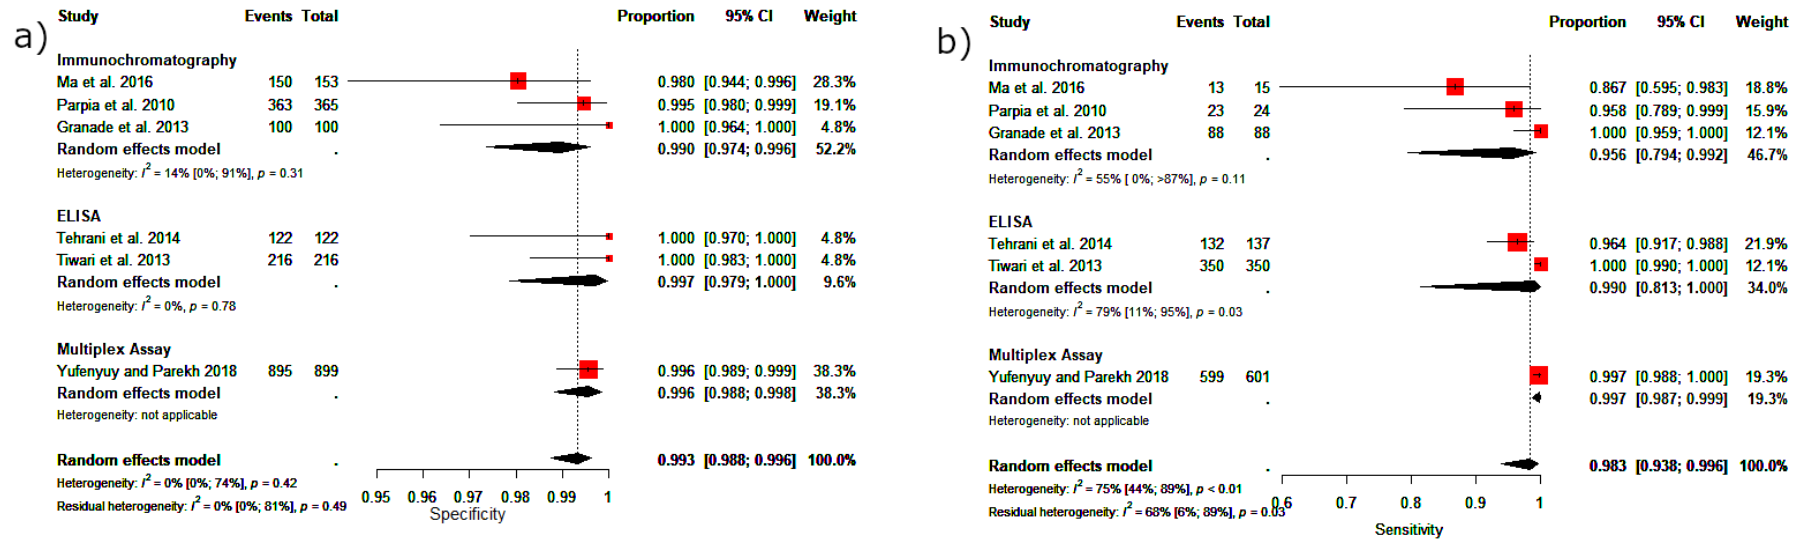 a)
Study Events Total Proportion 95% CI Weight
Immunochromatography
Ma et al. 2016 150 153 0.980 [0.944; 0.996] 28.3%
Parpia et al. 2010 363 365 0.995 [0.980; 0.999] 19.1%
Granade et al. 2013 100 100 1.000 [0.964; 1.000] 4.8%
Random effects model . 0.990 [0.974; 0.996] 52.2%
Heterogeneity: I² = 14% [0%; 91%], p = 0.31
ELISA
Tehrani et al. 2014 122 122 1.000 [0.970; 1.000] 4.8%
Tiwari et al. 2013 216 216 1.000 [0.983; 1.000] 4.8%
Random effects model . 0.997 [0.979; 1.000] 9.6%
Heterogeneity: I² = 0%, p = 0.78
Multiplex Assay
Yufenyuy and Parekh 2018 895 899 0.996 [0.989; 0.999] 38.3%
Random effects model . 0.996 [0.988; 0.998] 38.3%
Heterogeneity: not applicable
Random effects model . 0.993 [0.988; 0.996] 100.0%
Heterogeneity: I² = 0% [0%; 74%], p = 0.42
Residual heterogeneity: I² = 0% [0%; 81%], p = 0.49
0.95 0.96 0.97 0.98 0.99 1
Specificity
b)
Study Events Total Proportion 95% CI Weight
Immunochromatography
Ma et al. 2016 13 15 0.867 [0.595; 0.983] 18.8%
Parpia et al. 2010 23 24 0.958 [0.789; 0.999] 15.9%
Granade et al. 2013 88 88 1.000 [0.959; 1.000] 12.1%
Random effects model . 0.956 [0.794; 0.992] 46.7%
Heterogeneity: I² = 55% [ 0%; >87%], p = 0.11
ELISA
Tehrani et al. 2014 132 137 0.964 [0.917; 0.988] 21.9%
Tiwari et al. 2013 350 350 1.000 [0.990; 1.000] 12.1%
Random effects model . 0.990 [0.813; 1.000] 34.0%
Heterogeneity: I² = 79% [11%; 95%], p = 0.03
Multiplex Assay
Yufenyuy and Parekh 2018 599 601 0.997 [0.988; 1.000] 19.3%
Random effects model . 0.997 [0.987; 0.999] 19.3%
Heterogeneity: not applicable
Random effects model . 0.983 [0.938; 0.996] 100.0%
Heterogeneity: I² = 75% [44%; 89%], p < 0.01
Residual heterogeneity: I² = 68% [6%; 89%], p = 0.03
0.6 0.7 0.8 0.9 1
Sensitivity